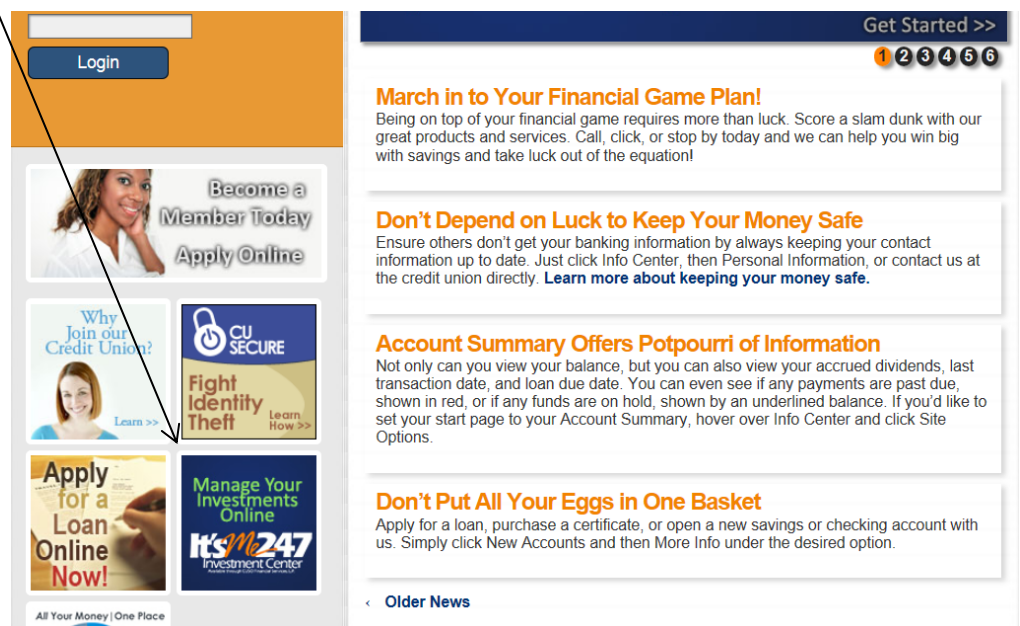 Login
Become a
Member Today
Apply Online
Why
Join our
Credit Union?
Learn >>
CU
SECURE
Fight
Identity
Theft
Learn
How >>
Apply
for a
Loan
Online
Now!
Manage Your
Investments
Online
It's Me 247
Investment Center
All Your Money | One Place
Get Started >>
1 2 3 4 5 6
March in to Your Financial Game Plan!
Being on top of your financial game requires more than luck. Score a slam dunk with our
great products and services. Call, click, or stop by today and we can help you win big
with savings and take luck out of the equation!
Don't Depend on Luck to Keep Your Money Safe
Ensure others don't get your banking information by always keeping your contact
information up to date. Just click Info Center, then Personal Information, or contact us at
the credit union directly. Learn more about keeping your money safe.
Account Summary Offers Potpourri of Information
Not only can you view your balance, but you can also view your accrued dividends, last
transaction date, and loan due date. You can even see if any payments are past due,
shown in red, or if any funds are on hold, shown by an underlined balance. If you'd like to
set your start page to your Account Summary, hover over Info Center and click Site
Options.
Don't Put All Your Eggs in One Basket
Apply for a loan, purchase a certificate, or open a new savings or checking account with
us. Simply click New Accounts and then More Info under the desired option.
‹ Older News